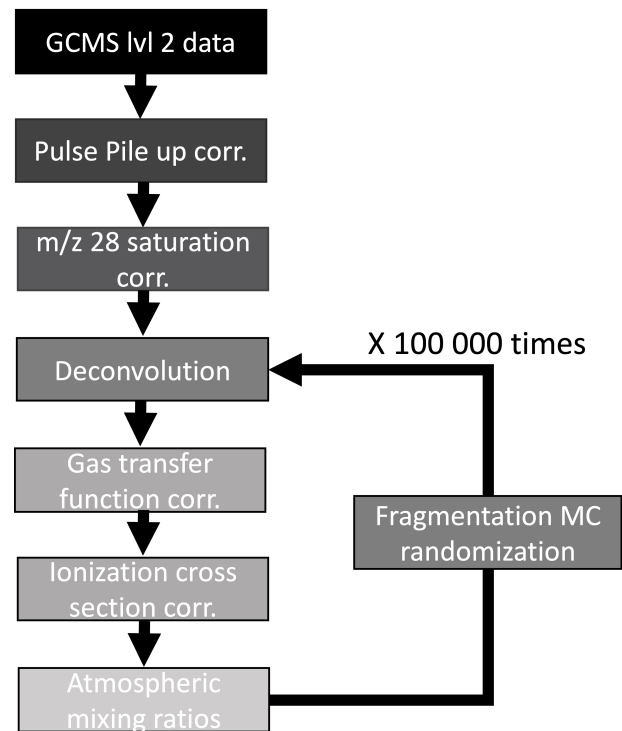 GCMS lvl 2 data
Pulse Pile up corr.
m/z 28 saturation
corr.
X 100 000 times
Deconvolution
Gas transfer
function corr.
Fragmentation MC
randomization
Ionization cross
section corr.
Atmospheric
mixing ratios